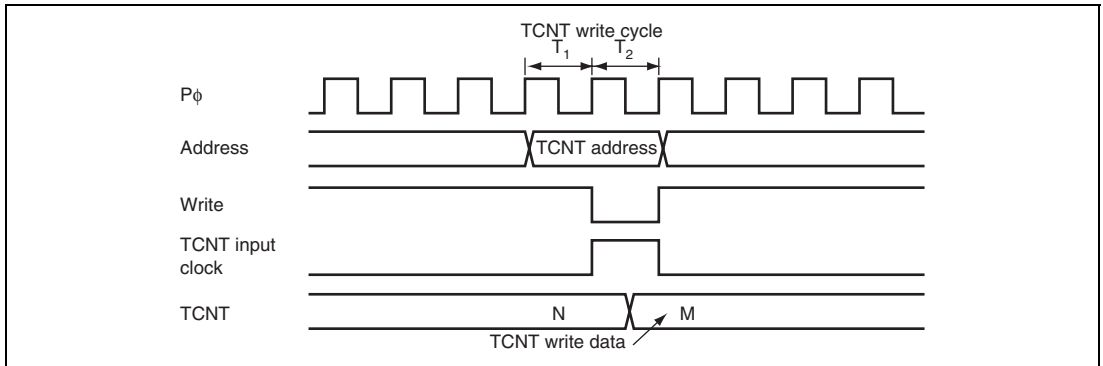 TCNT write cycle
T1 T2
Pϕ
Address TCNT address
Write
TCNT input
clock
TCNT N M
TCNT write data